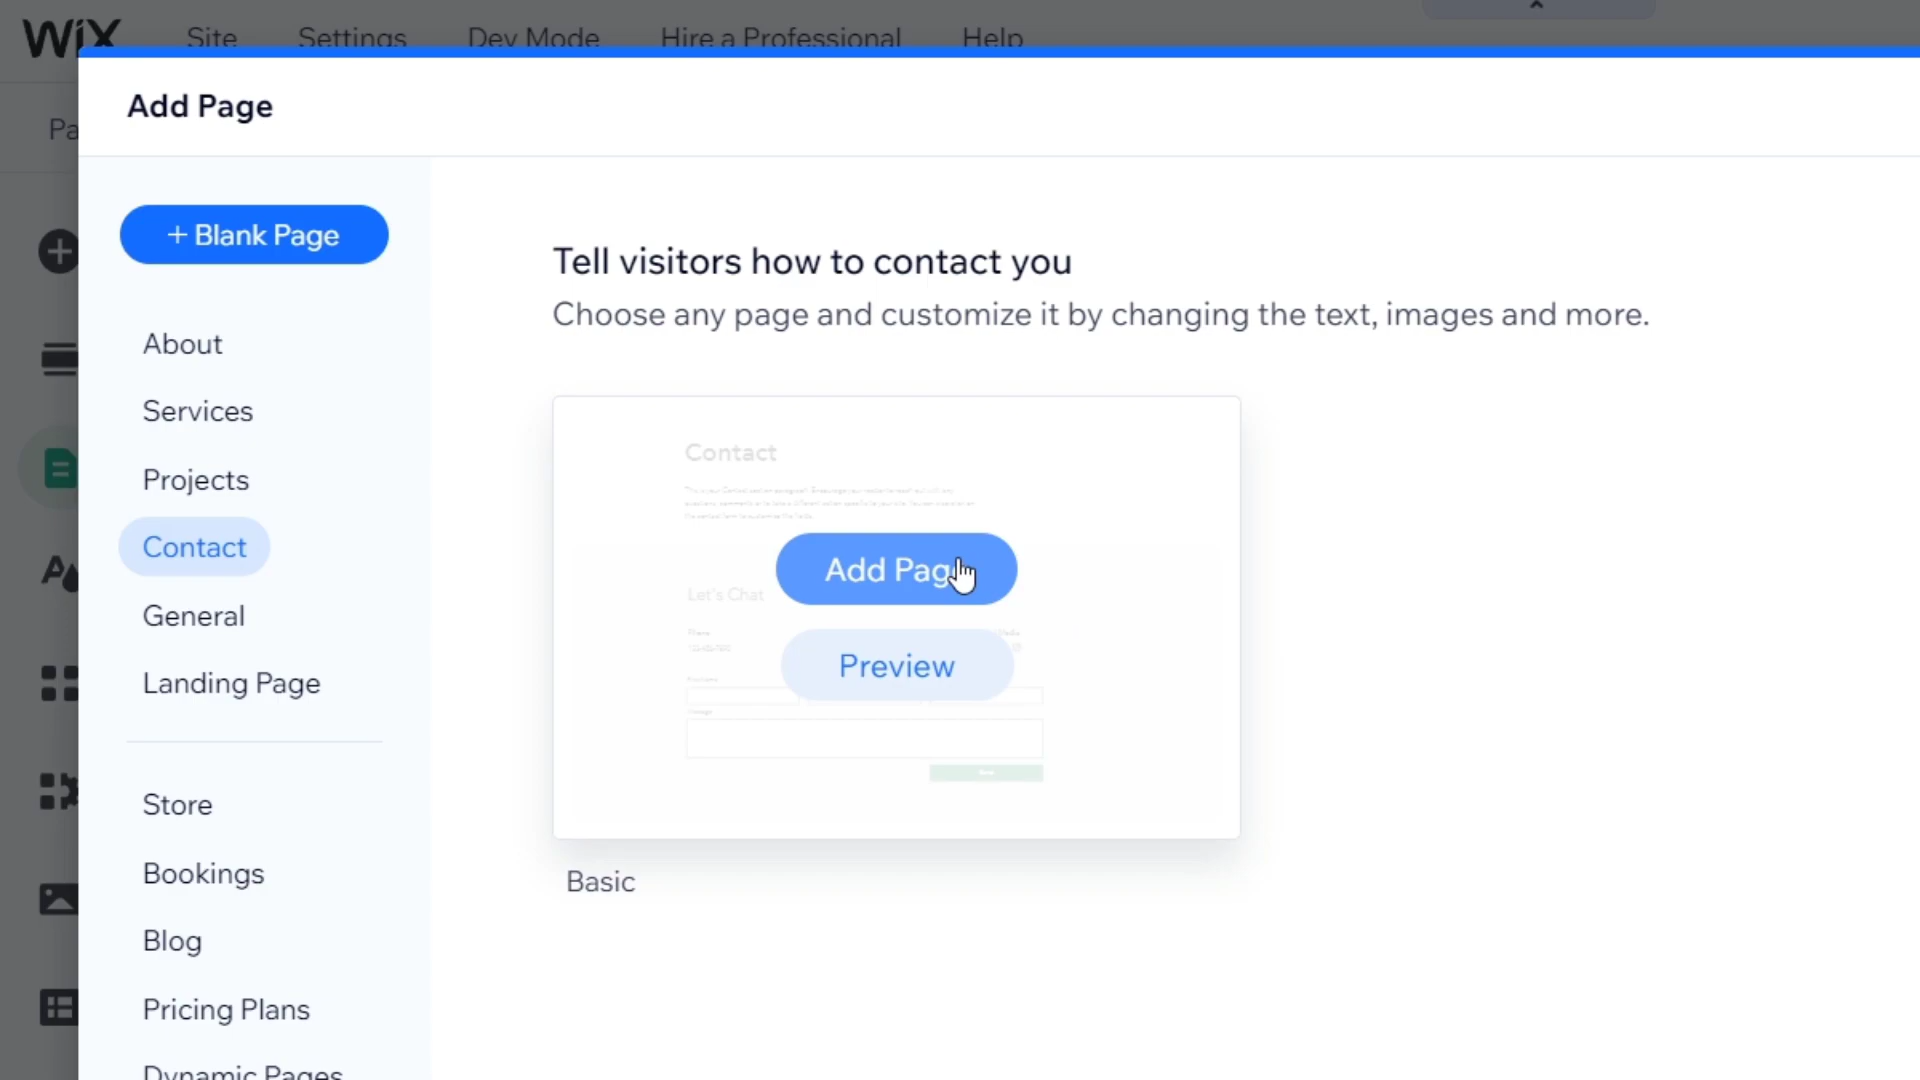 WiX
Site
Settings
Dev Mode
Hire a Professional
Help
Add Page
Pa
+ Blank Page
About
Services
Projects
Contact
General
Landing Page
Store
Bookings
Blog
Pricing Plans
Dynamic Pages
Tell visitors how to contact you
Choose any page and customize it by changing the text, images and more.
Contact
Add Page
Let's Chat
Preview
Basic